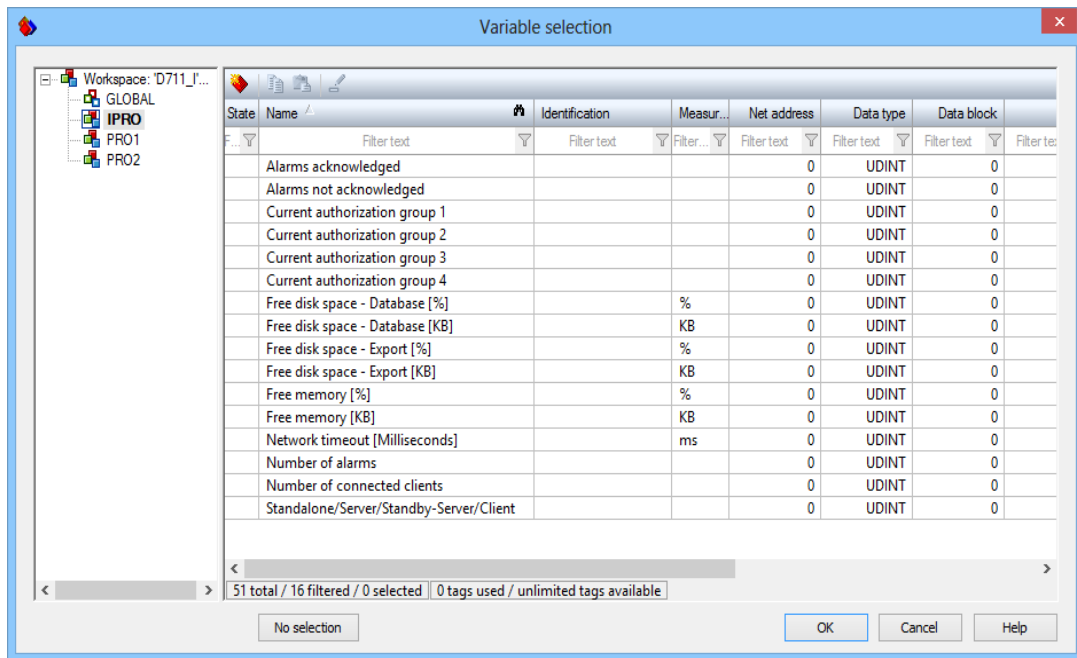 Variable selection
Workspace: 'D711_I'...
GLOBAL
IPRO
PRO1
PRO2
State Name Identification Measur... Net address Data type Data block
F... Filter text Filter text Filter... Filter text Filter text Filter text Filter te
Alarms acknowledged 0 UDINT 0
Alarms not acknowledged 0 UDINT 0
Current authorization group 1 0 UDINT 0
Current authorization group 2 0 UDINT 0
Current authorization group 3 0 UDINT 0
Current authorization group 4 0 UDINT 0
Free disk space - Database [%] % 0 UDINT 0
Free disk space - Database [KB] KB 0 UDINT 0
Free disk space - Export [%] % 0 UDINT 0
Free disk space - Export [KB] KB 0 UDINT 0
Free memory [%] % 0 UDINT 0
Free memory [KB] KB 0 UDINT 0
Network timeout [Milliseconds] ms 0 UDINT 0
Number of alarms 0 UDINT 0
Number of connected clients 0 UDINT 0
Standalone/Server/Standby-Server/Client 0 UDINT 0
51 total / 16 filtered / 0 selected 0 tags used / unlimited tags available
No selection OK Cancel Help